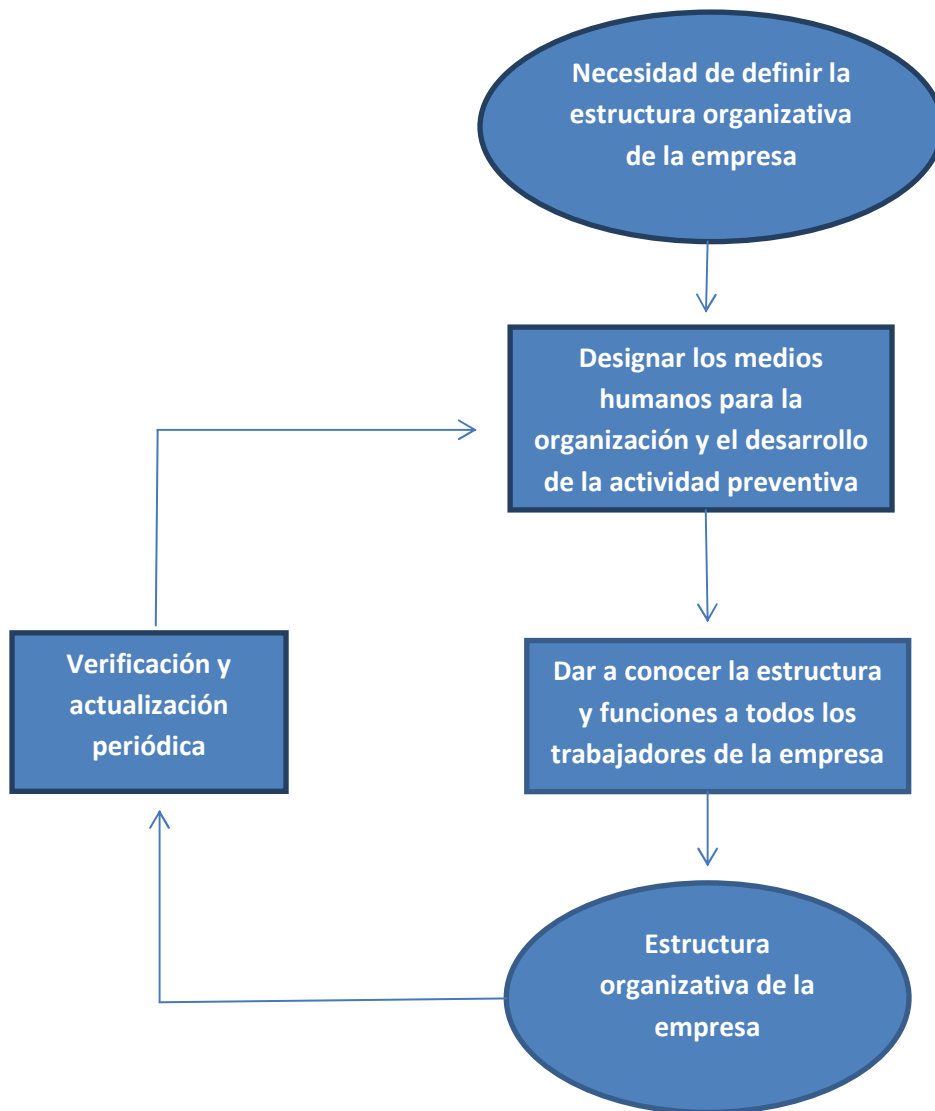 Necesidad de definir la
estructura organizativa
de la empresa
Designar los medios
humanos para la
organización y el desarrollo
de la actividad preventiva
Verificación y
actualización
periódica
Dar a conocer la estructura
y funciones a todos los
trabajadores de la empresa
Estructura
organizativa de la
empresa